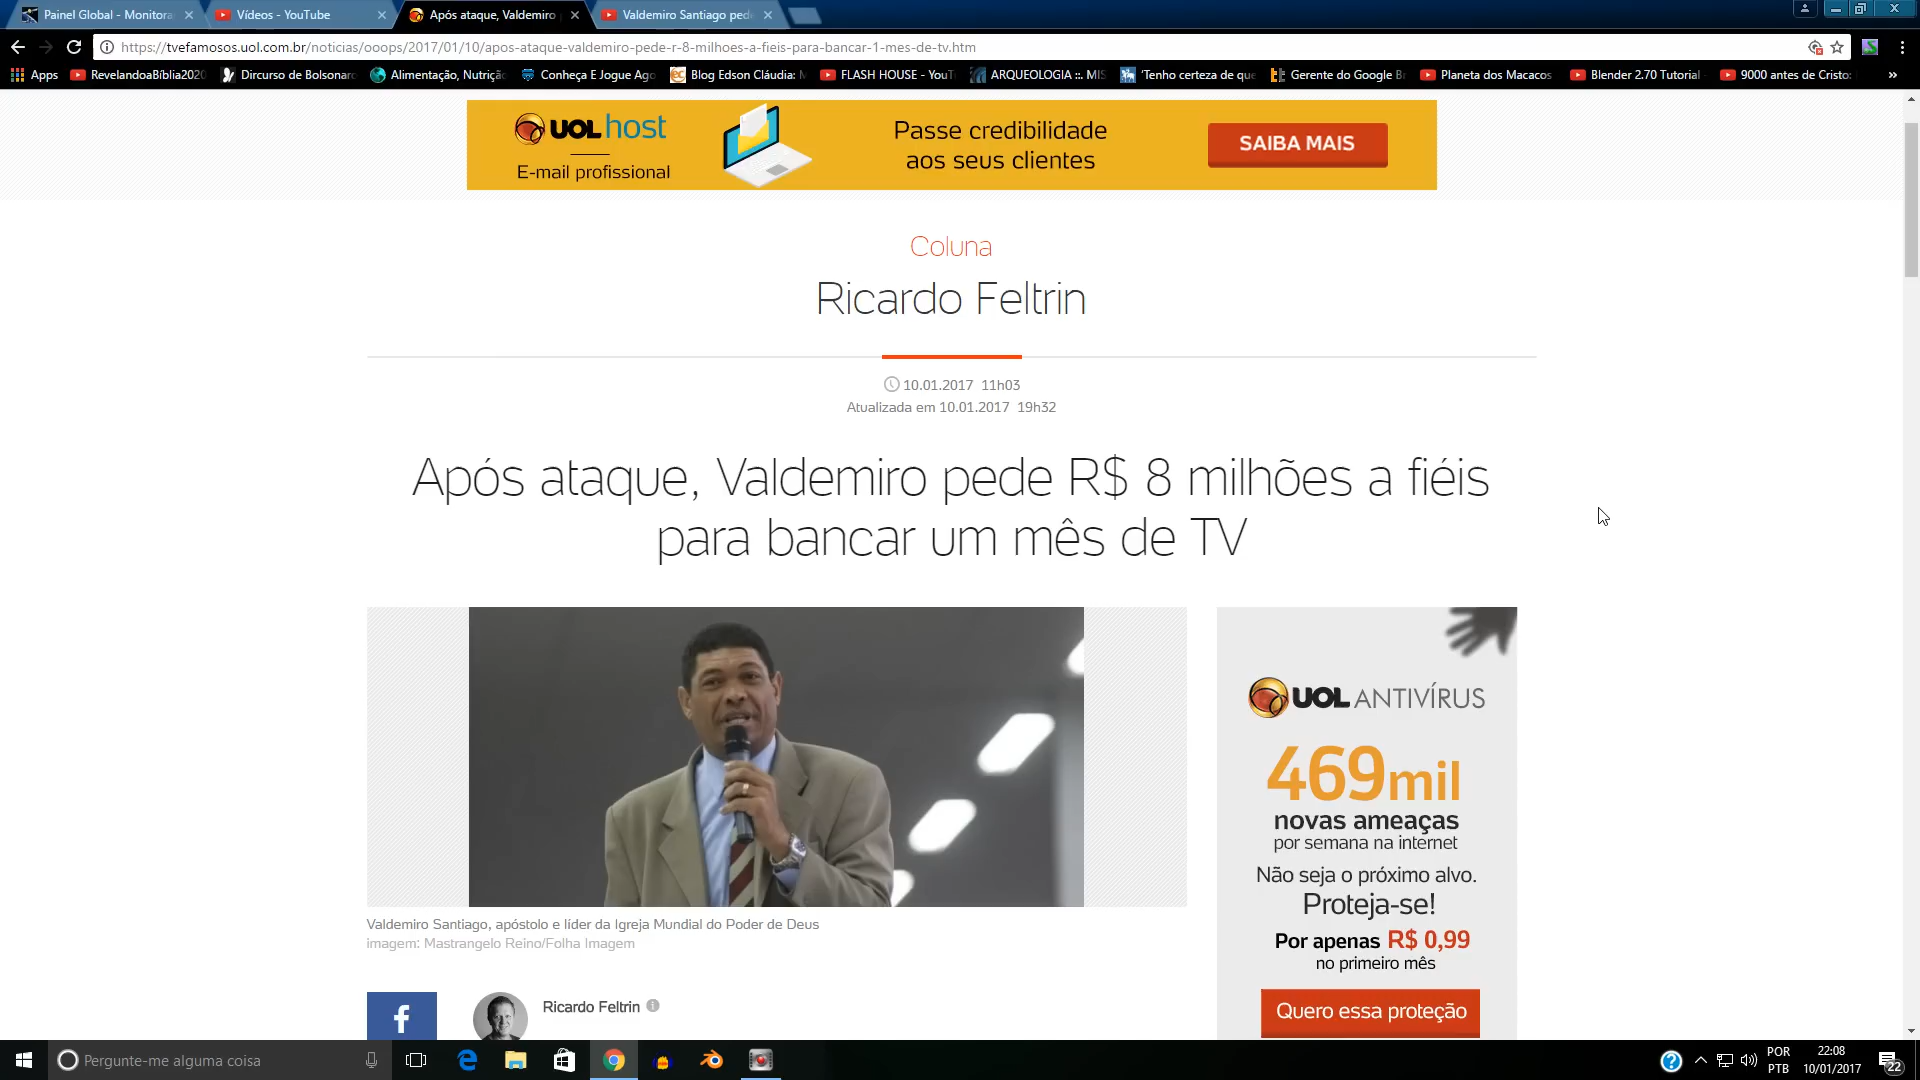 Painel Global - Monitora
Vídeos - YouTube
Após ataque, Valdemiro
Valdemiro Santiago ped
https://tvefamosos.uol.com.br/noticias/ooops/2017/01/10/apos-ataque-valdemiro-pede-r-8-milhoes-a-fieis-para-bancar-1-mes-de-tv.htm
Apps
RevelandoaBíblia2020
Dircurso de Bolsonaro
Alimentação, Nutriçã
Conheça E Jogue Ago
Blog Edson Cláudia: M
FLASH HOUSE - YouT
ARQUEOLOGIA ::. MIS
'Tenho certeza de que
Gerente do Google Br
Planeta dos Macacos
Blender 2.70 Tutorial
9000 antes de Cristo:
»
UOL host
E-mail profissional
Passe credibilidade
aos seus clientes
SAIBA MAIS
Coluna
Ricardo Feltrin
10.01.2017 11h03
Atualizada em 10.01.2017 19h32
Após ataque, Valdemiro pede R$ 8 milhões a fiéis
para bancar um mês de TV
Valdemiro Santiago, apóstolo e líder da Igreja Mundial do Poder de Deus
imagem: Mastrangelo Reino/Folha Imagem
f
Ricardo Feltrin
UOL ANTIVÍRUS
469mil
novas ameaças
por semana na internet
Não seja o próximo alvo.
Proteja-se!
Por apenas R$ 0,99
no primeiro mês
Quero essa proteção
Pergunte-me alguma coisa
POR
PTB
22:08
10/01/2017
22